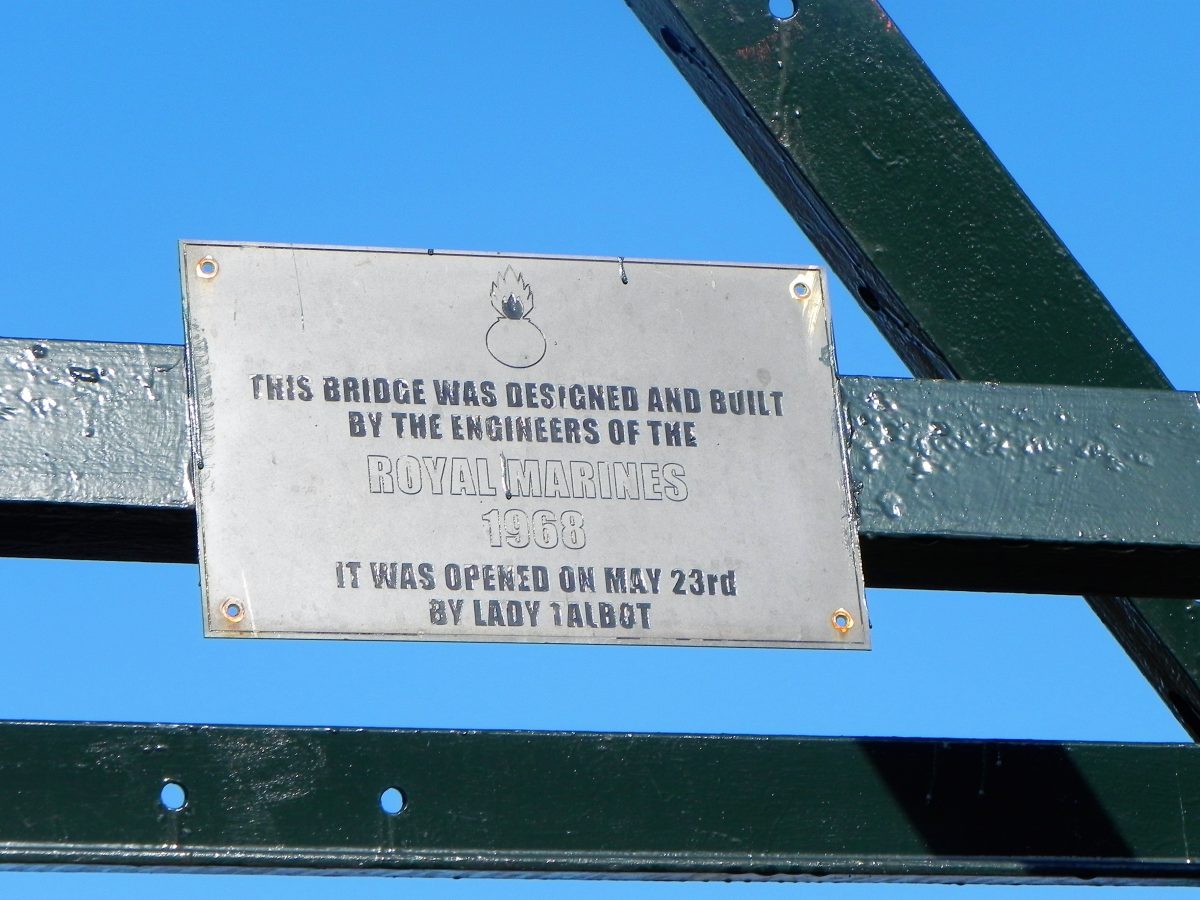 THIS BRIDGE WAS DESIGNED AND BUILT
BY THE ENGINEERS OF THE
ROYAL MARINES
1968
IT WAS OPENED ON MAY 23rd
BY LADY TALBOT